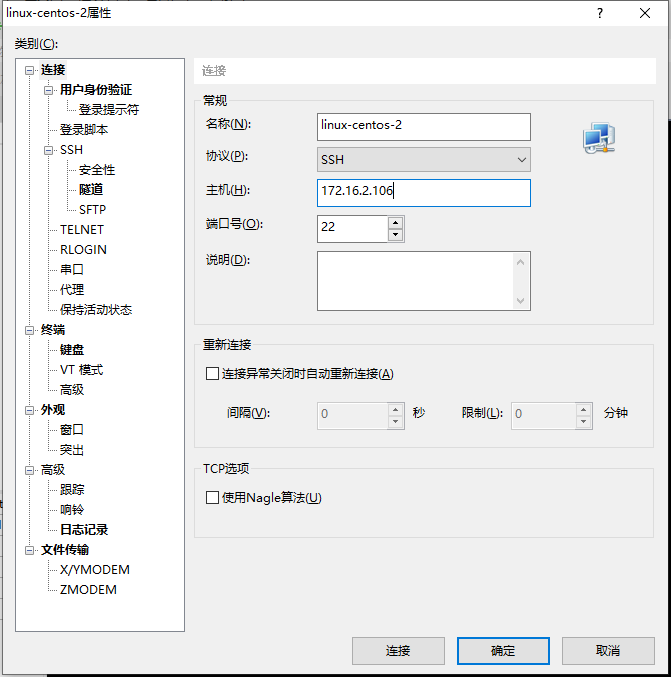 linux-centos-2属性
类别(C):
连接
用户身份验证
登录提示符
登录脚本
SSH
安全性
隧道
SFTP
TELNET
RLOGIN
串口
代理
保持活动状态
终端
键盘
VT 模式
高级
外观
窗口
突出
高级
跟踪
响铃
日志记录
文件传输
X/YMODEM
ZMODEM
连接
常规
名称(N): linux-centos-2
协议(P): SSH
主机(H): 172.16.2.106
端口号(O): 22
说明(D):
重新连接
连接异常关闭时自动重新连接(A)
间隔(V): 0 秒 限制(L): 0 分钟
TCP选项
使用Nagle算法(U)
连接 确定 取消